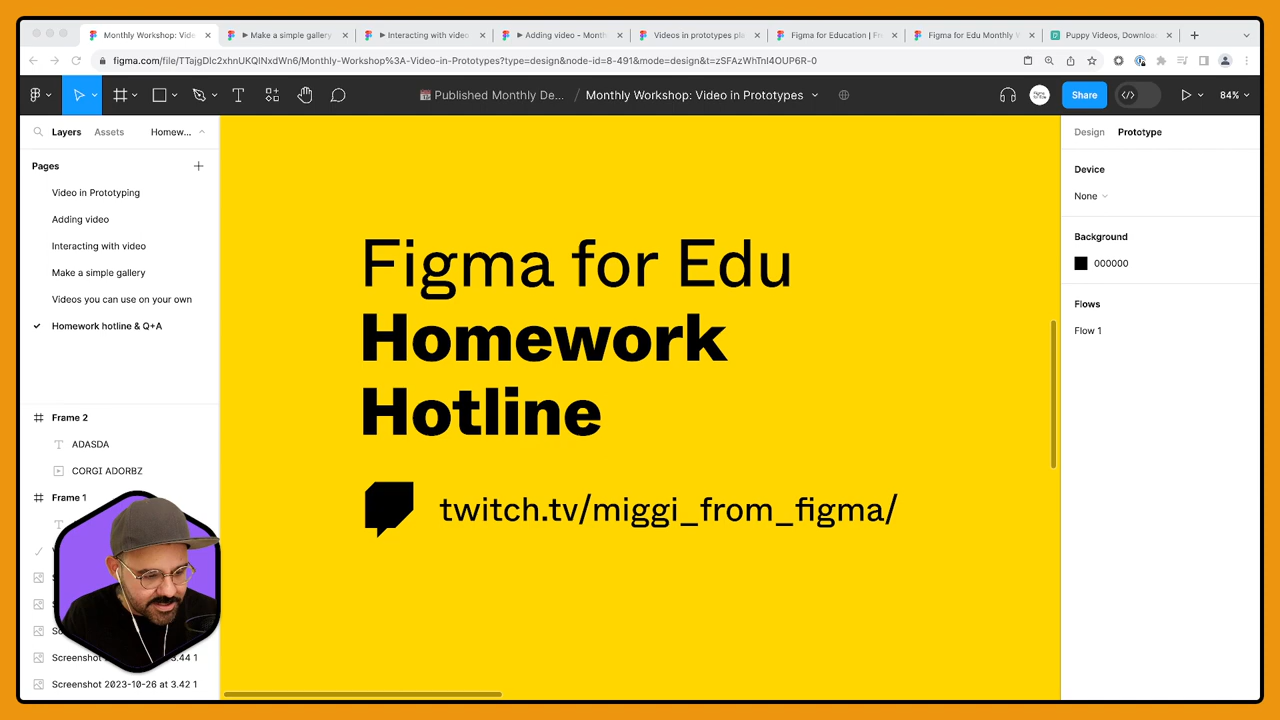 Monthly Workshop: Vide
▶ Make a simple gallery
▶ Interacting with video
▶ Adding video - Month
Videos in prototypes pla
Figma for Education | Fr
Figma for Edu Monthly W
Puppy Videos, Download
figma.com/file/TTajgDlc2xhnUKQlNxdWn6/Monthly-Workshop%3A-Video-in-Prototypes?type=design&node-id=8-491&mode=design&t=zSFAzWhTnl4OUP6R-0
Published Monthly De... / Monthly Workshop: Video in Prototypes
Share
84%
Layers Assets Homew...
Pages
Video in Prototyping
Adding video
Interacting with video
Make a simple gallery
Videos you can use on your own
Homework hotline & Q+A
Frame 2
ADASDA
CORGI ADORBZ
Frame 1
Screenshot 2023-10-26 at 3.42 1
Figma for Edu
Homework
Hotline
twitch.tv/miggi_from_figma/
Design Prototype
Device
None
Background
000000
Flows
Flow 1